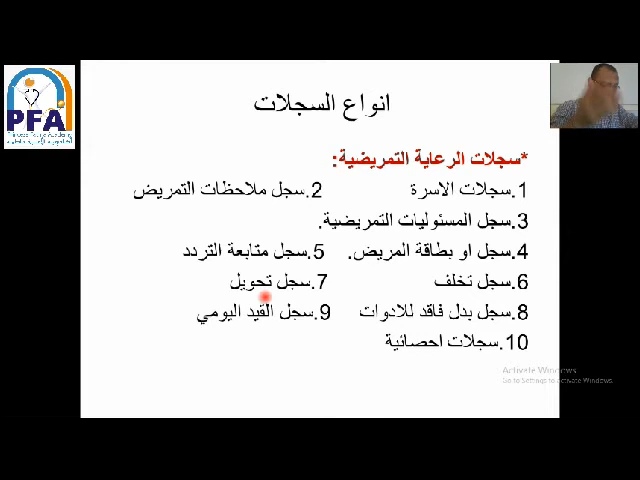 انواع السجلات
*سجلات الرعاية التمريضية:
1.سجلات الاسرة 2.سجل ملاحظات التمريض
3.سجل المسئوليات التمريضية.
4.سجل او بطاقة المريض. 5.سجل متابعة التردد
6.سجل تخلف 7.سجل تحويل
8.سجل بدل فاقد للادوات 9.سجل القيد اليومي
10.سجلات احصائية
PFA
Activate Windows
Go to Settings to activate Windows.